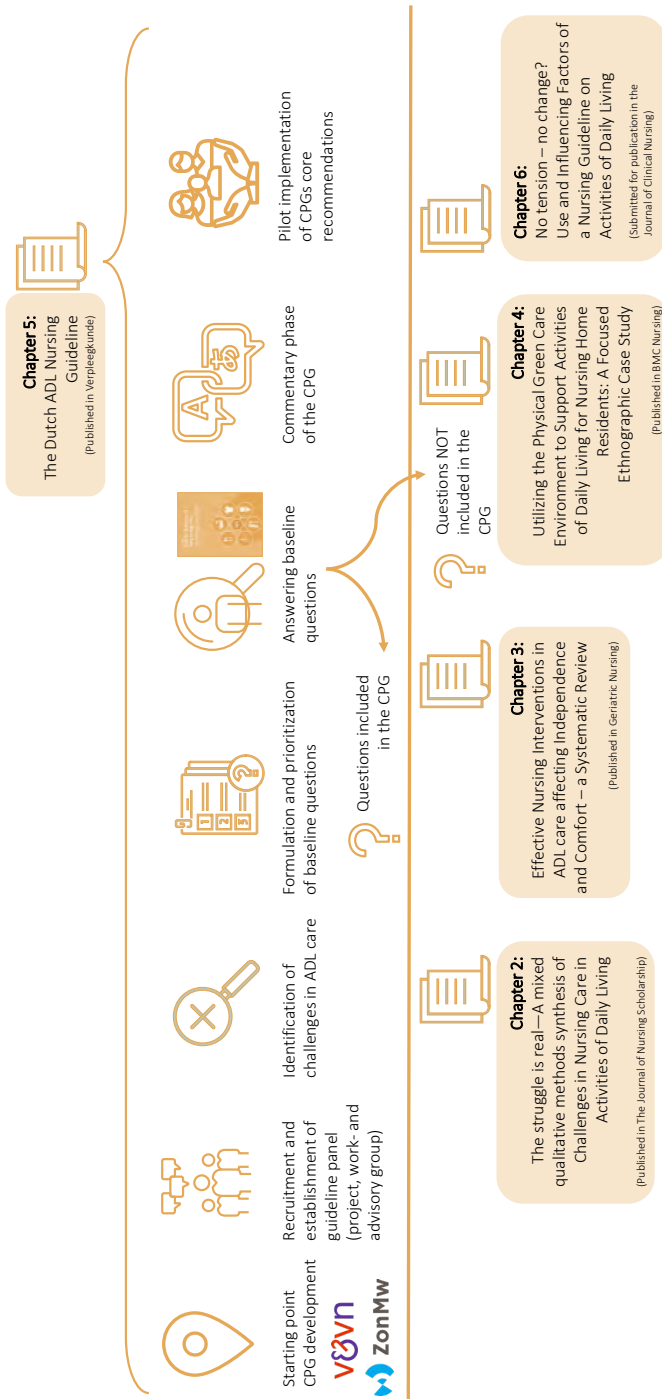 Chapter 5:
The Dutch ADL Nursing
Guideline
(Published in Verpleegkunde)
Starting point
CPG development
v&vn
ZonMw
Recruitment and
establishment of
guideline panel
(project, work- and
advisory group)
Identification of
challenges in ADL care
1
2
3
?
Formulation and prioritization
of baseline questions
Answering baseline
questions
A
あ
Commentary phase
of the CPG
Pilot implementation
of CPGs core
recommendations
?
Questions included
in the CPG
?
Questions NOT
included in the
CPG
Chapter 2:
The struggle is real—A mixed
qualitative methods synthesis of
Challenges in Nursing Care in
Activities of Daily Living
(Published in The Journal of Nursing Scholarship)
Chapter 3:
Effective Nursing Interventions in
ADL care affecting Independence
and Comfort – a Systematic Review
(Published in Geriatric Nursing)
Chapter 4:
Utilizing the Physical Green Care
Environment to Support Activities
of Daily Living for Nursing Home
Residents: A Focused
Ethnographic Case Study
(Published in BMC Nursing)
Chapter 6:
No tension – no change?
Use and Influencing Factors of
a Nursing Guideline on
Activities of Daily Living
(Submitted for publication in the
Journal of Clinical Nursing)